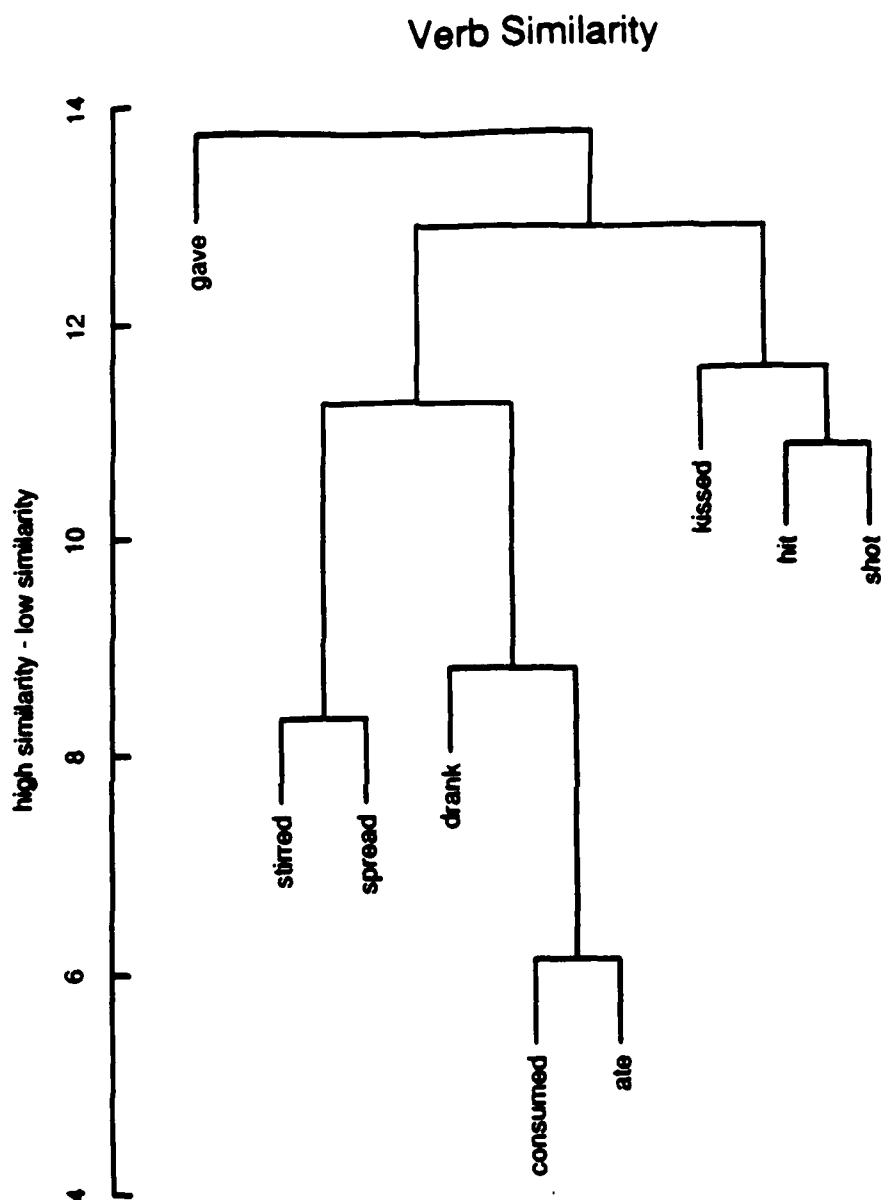 Verb Similarity
high similarity - low similarity
14
12
10
8
6
4
gave
kissed
hit
shot
stirred
spread
drank
consumed
ate